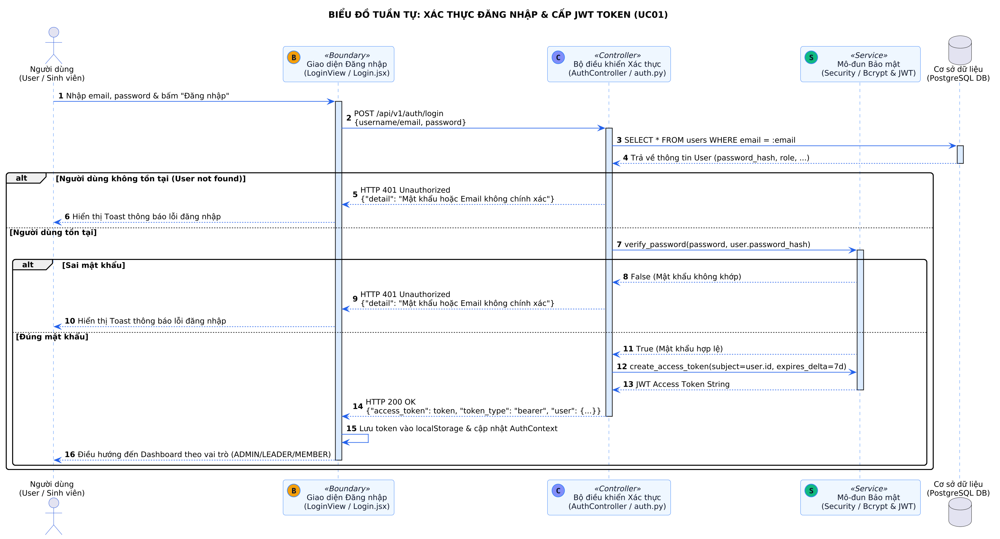 BIỂU ĐỒ TUẦN TỰ: XÁC THỰC ĐĂNG NHẬP & CẤP JWT TOKEN (UC01)
Người dùng
(User / Sinh viên)
B
«Boundary»
Giao diện Đăng nhập
(LoginView / Login.jsx)
C
«Controller»
Bộ điều khiển Xác thực
(AuthController / auth.py)
S
«Service»
Mô-đun Bảo mật
(Security / Bcrypt & JWT)
Cơ sở dữ liệu
(PostgreSQL DB)
1 Nhập email, password & bấm "Đăng nhập"
2 POST /api/v1/auth/login
{username/email, password}
3 SELECT * FROM users WHERE email = :email
4 Trả về thông tin User (password_hash, role, ...)
alt [Người dùng không tồn tại (User not found)]
5 HTTP 401 Unauthorized
{"detail": "Mật khẩu hoặc Email không chính xác"}
6 Hiển thị Toast thông báo lỗi đăng nhập
[Người dùng tồn tại]
7 verify_password(password, user.password_hash)
alt [Sai mật khẩu]
8 False (Mật khẩu không khớp)
9 HTTP 401 Unauthorized
{"detail": "Mật khẩu hoặc Email không chính xác"}
10 Hiển thị Toast thông báo lỗi đăng nhập
[Đúng mật khẩu]
11 True (Mật khẩu hợp lệ)
12 create_access_token(subject=user.id, expires_delta=7d)
13 JWT Access Token String
14 HTTP 200 OK
{"access_token": token, "token_type": "bearer", "user": {...}}
15 Lưu token vào localStorage & cập nhật AuthContext
16 Điều hướng đến Dashboard theo vai trò (ADMIN/LEADER/MEMBER)
Người dùng
(User / Sinh viên)
B
«Boundary»
Giao diện Đăng nhập
(LoginView / Login.jsx)
C
«Controller»
Bộ điều khiển Xác thực
(AuthController / auth.py)
S
«Service»
Mô-đun Bảo mật
(Security / Bcrypt & JWT)
Cơ sở dữ liệu
(PostgreSQL DB)